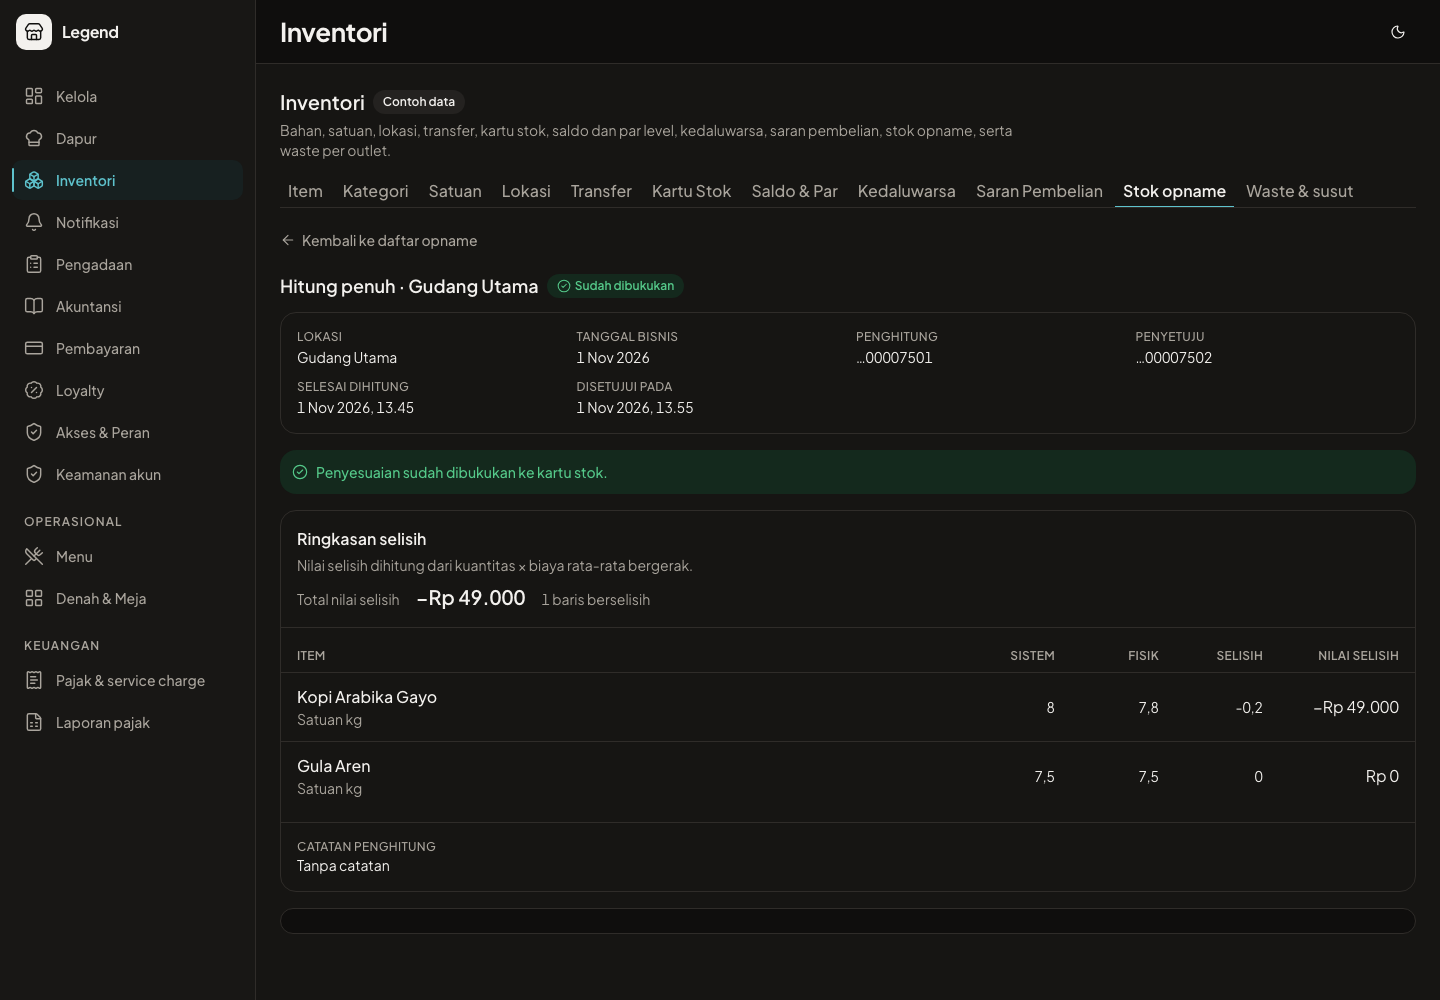 Legend
Inventori
Kelola
Dapur
Inventori
Notifikasi
Pengadaan
Akuntansi
Pembayaran
Loyalty
Akses & Peran
Keamanan akun
OPERASIONAL
Menu
Denah & Meja
KEUANGAN
Pajak & service charge
Laporan pajak
Inventori Contoh data
Bahan, satuan, lokasi, transfer, kartu stok, saldo dan par level, kedaluwarsa, saran pembelian, stok opname, serta
waste per outlet.
Item Kategori Satuan Lokasi Transfer Kartu Stok Saldo & Par Kedaluwarsa Saran Pembelian Stok opname Waste & susut
Kembali ke daftar opname
Hitung penuh · Gudang Utama Sudah dibukukan
LOKASI TANGGAL BISNIS PENGHITUNG PENYETUJU
Gudang Utama 1 Nov 2026 …00007501 …00007502
SELESAI DIHITUNG DISETUJUI PADA
1 Nov 2026, 13.45 1 Nov 2026, 13.55
Penyesuaian sudah dibukukan ke kartu stok.
Ringkasan selisih
Nilai selisih dihitung dari kuantitas × biaya rata-rata bergerak.
Total nilai selisih −Rp 49.000 1 baris berselisih
ITEM SISTEM FISIK SELISIH NILAI SELISIH
Kopi Arabika Gayo
Satuan kg
8 7,8 -0,2 −Rp 49.000
Gula Aren
Satuan kg
7,5 7,5 0 Rp 0
CATATAN PENGHITUNG
Tanpa catatan